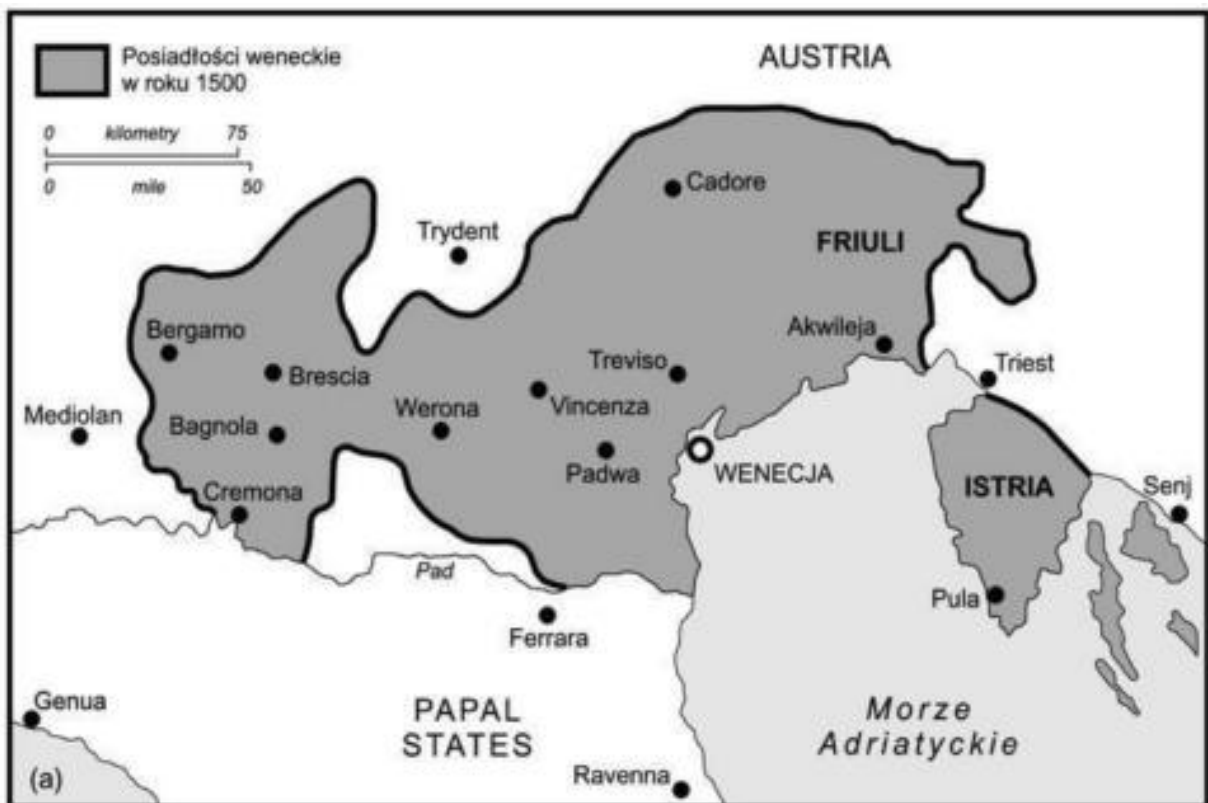 Posiadłości weneckie
w roku 1500
AUSTRIA
0 kilometry 75
0 mile 50
Cadore
Trydent
FRIULI
Bergamo
Akwileja
Brescia
Treviso
Triest
Mediolan
Bagnola
Werona
Vincenza
Padwa
WENECJA
Cremona
ISTRIA
Senj
Pad
Pula
Ferrara
Genua
PAPAL
STATES
Morze
Adriatyckie
Ravenna
(a)